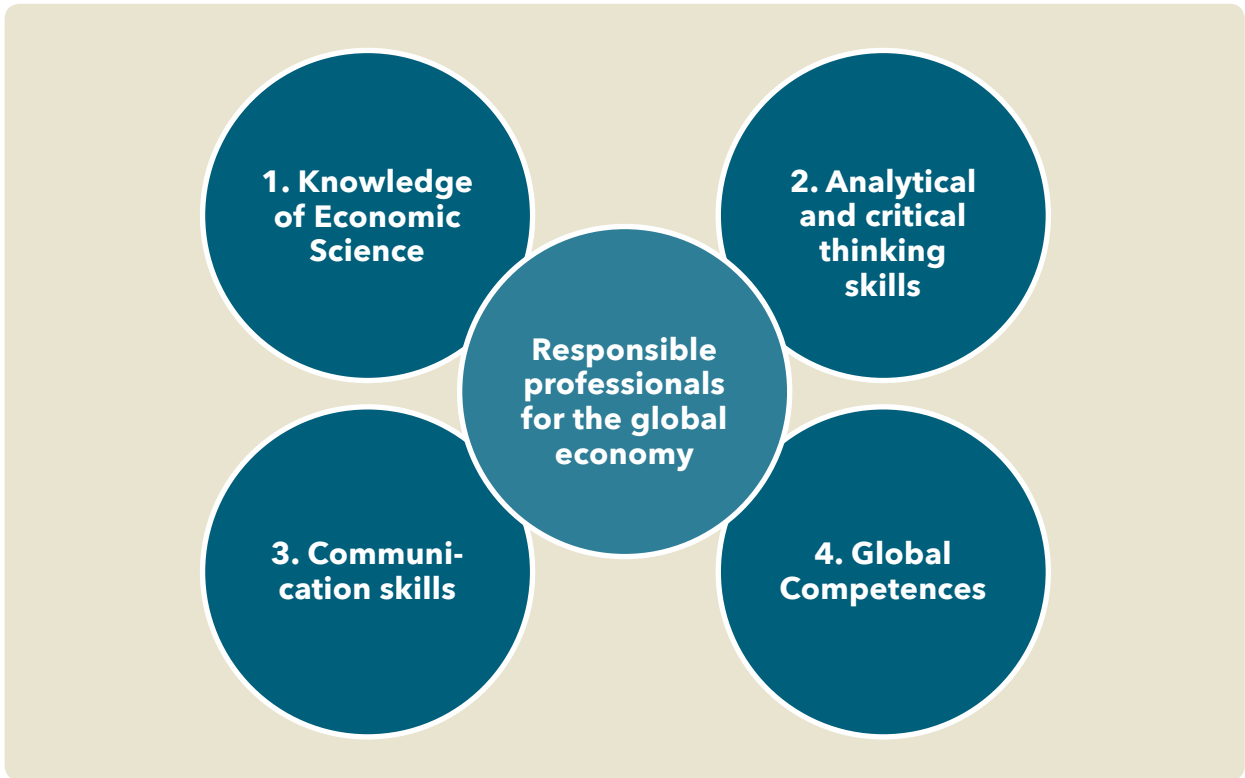 1. Knowledge
of Economic
Science
2. Analytical
and critical
thinking
skills
Responsible
professionals
for the global
economy
3. Communi-
cation skills
4. Global
Competences